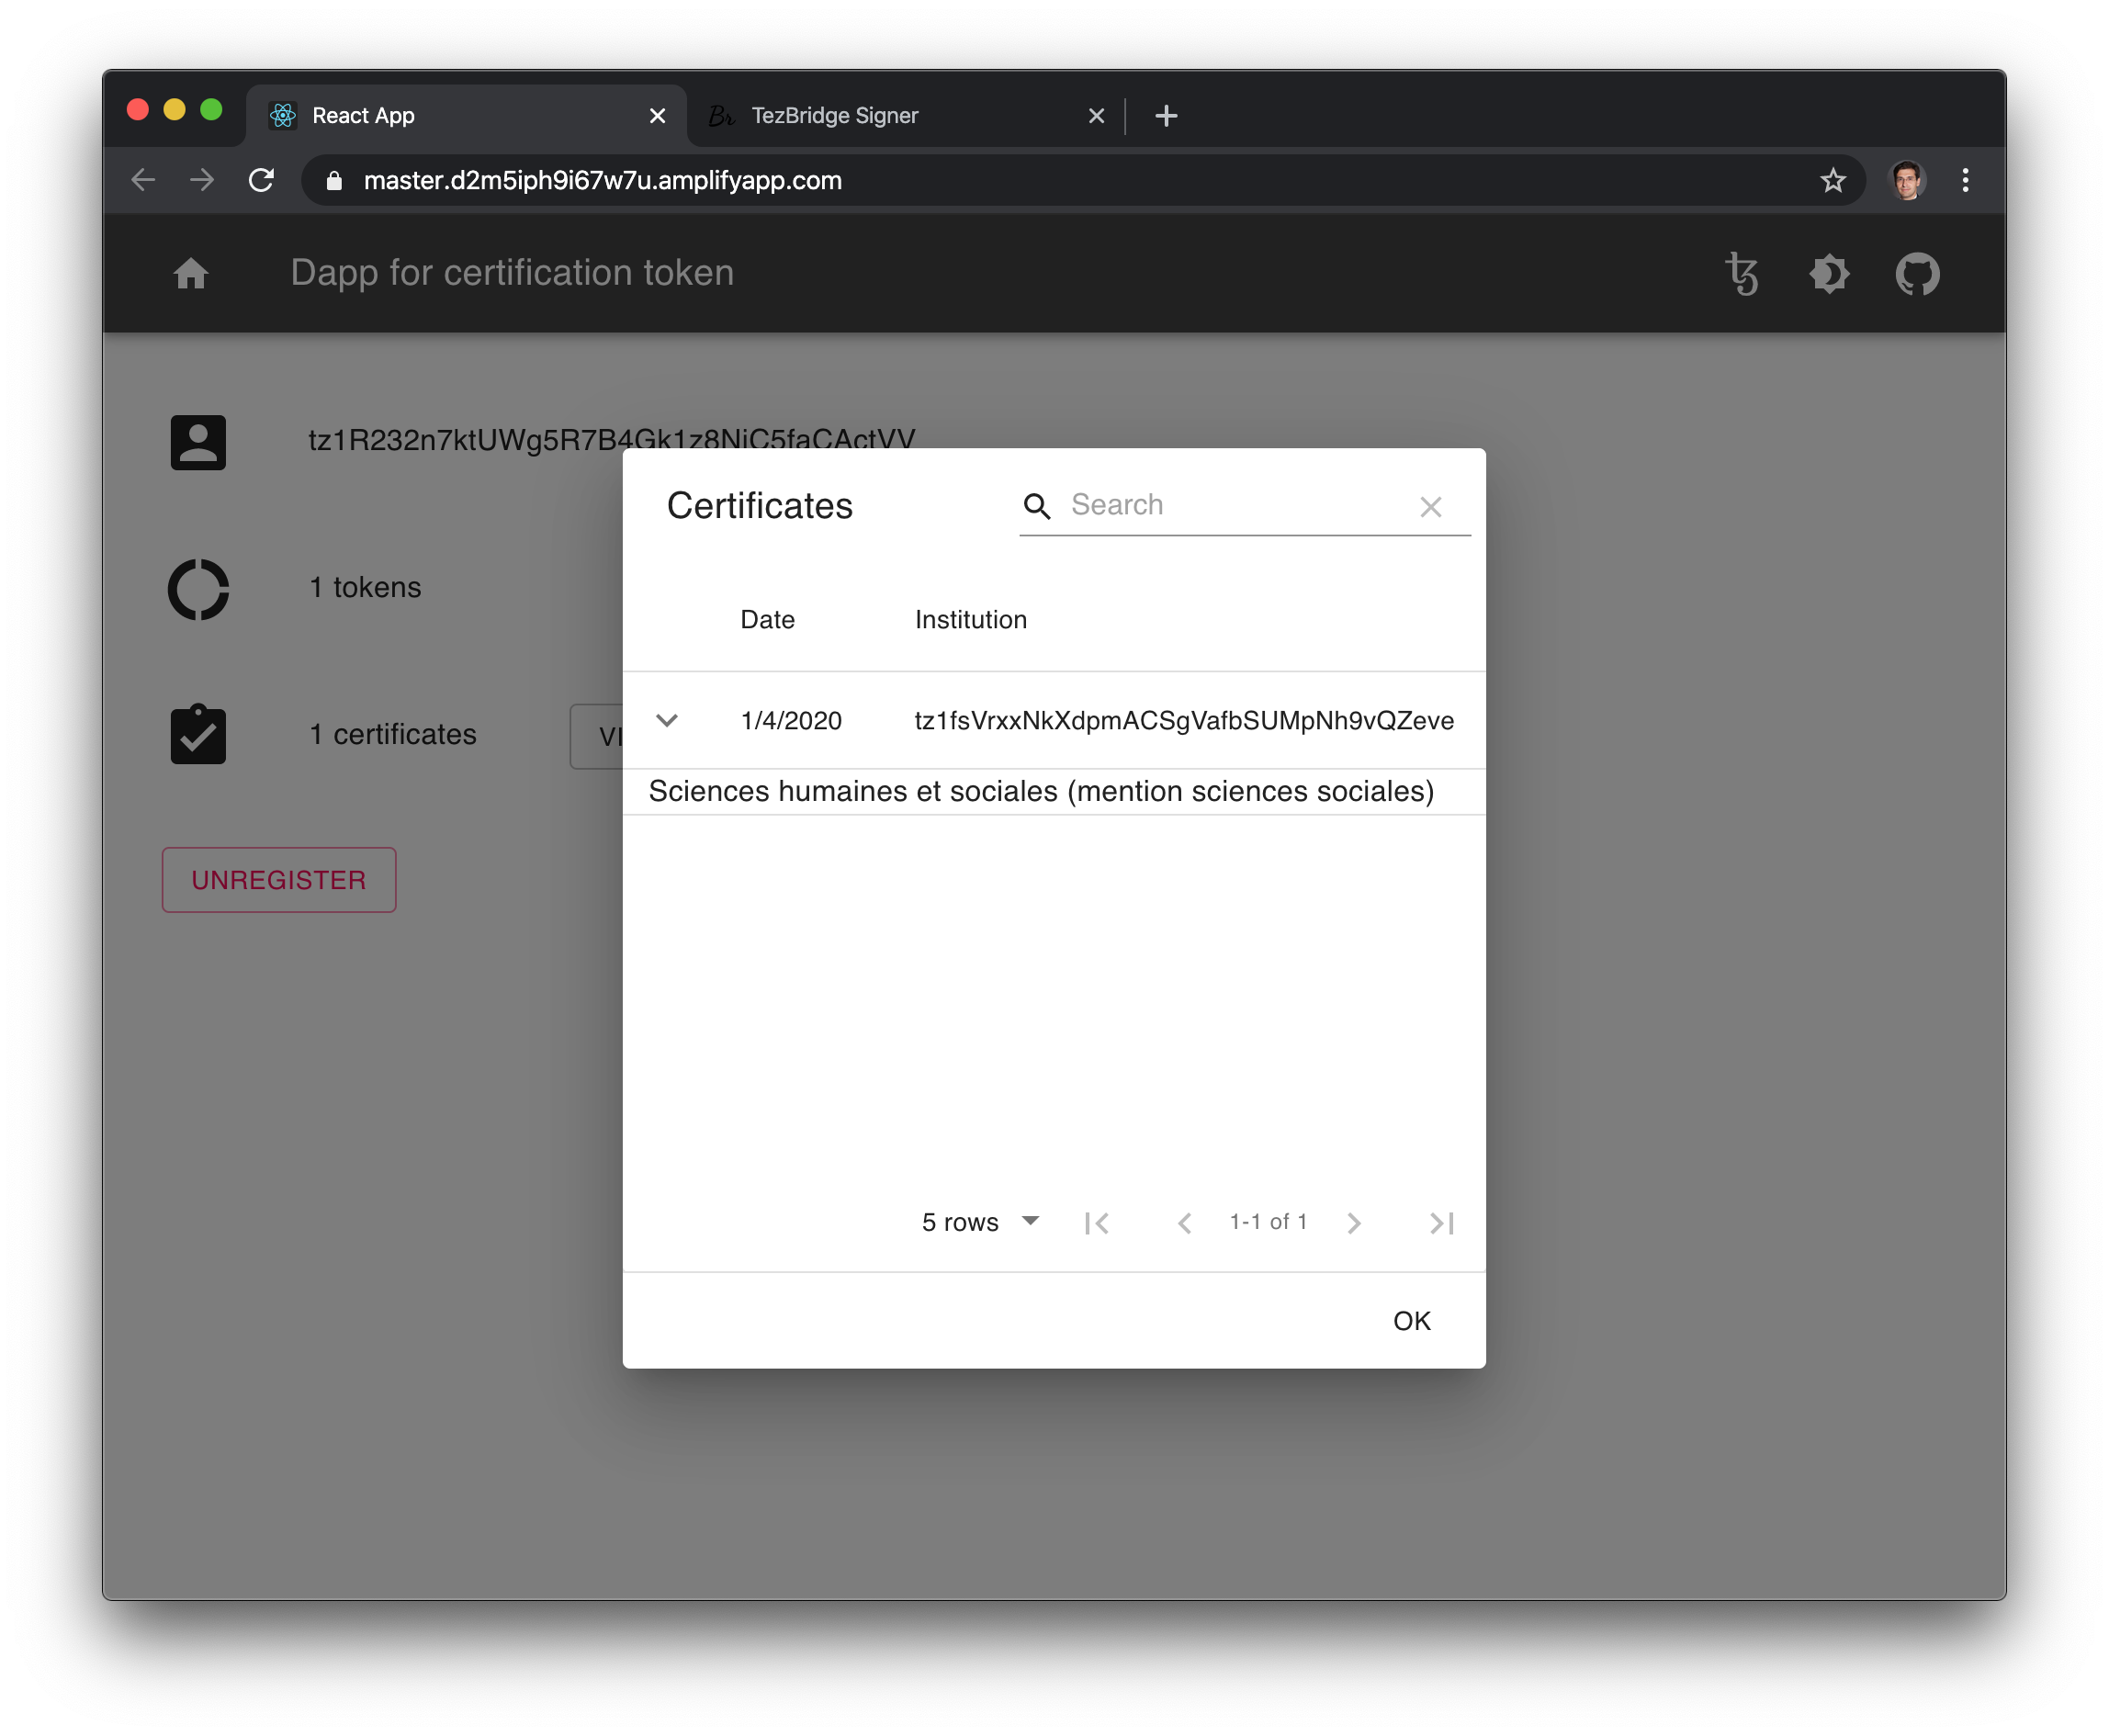 React App
Br TezBridge Signer
master.d2m5iph9i67w7u.amplifyapp.com
Dapp for certification token
tz1R232n7ktUWg5R7B4Gk1z8NiC5faCActVV
1 tokens
1 certificates
UNREGISTER
Certificates
Search
Date Institution
1/4/2020 tz1fsVrxxNkXdpmACSgVafbSUMpNh9vQZeve
Sciences humaines et sociales (mention sciences sociales)
5 rows 1-1 of 1
OK